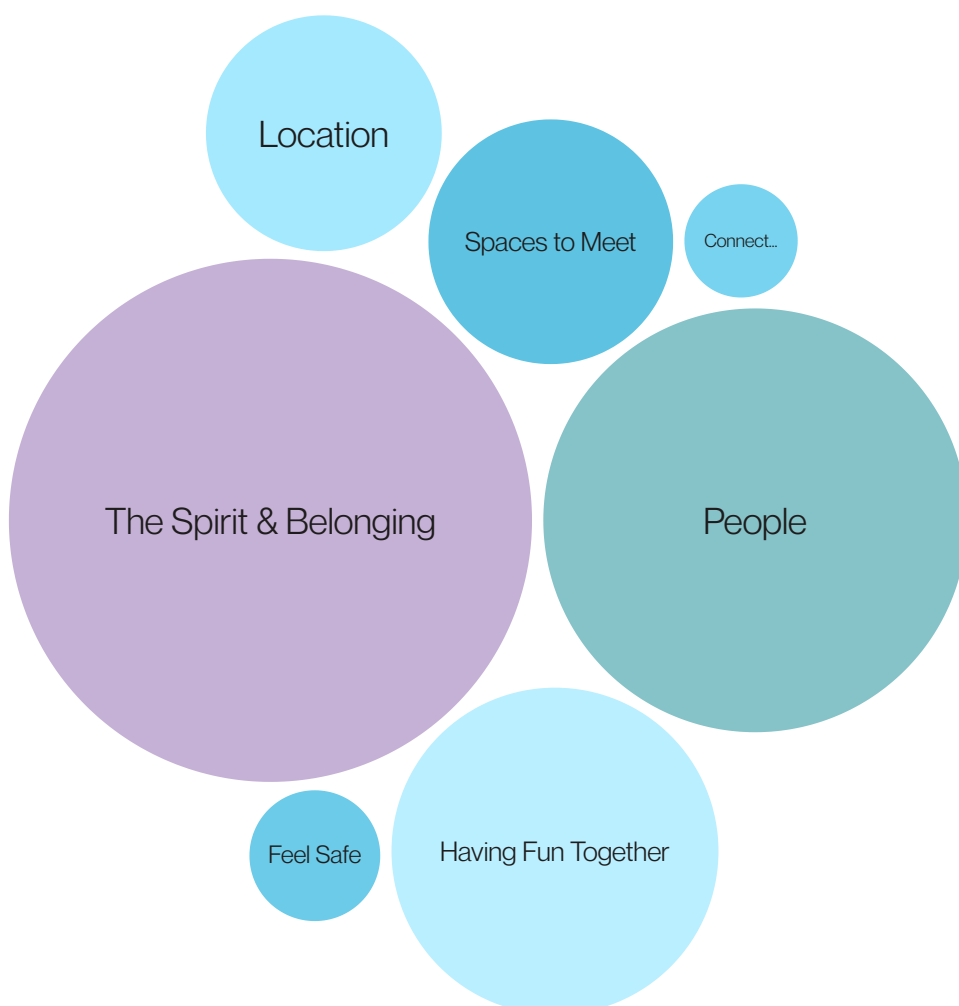 Location
Spaces to Meet
Connect...
The Spirit & Belonging
People
Feel Safe
Having Fun Together